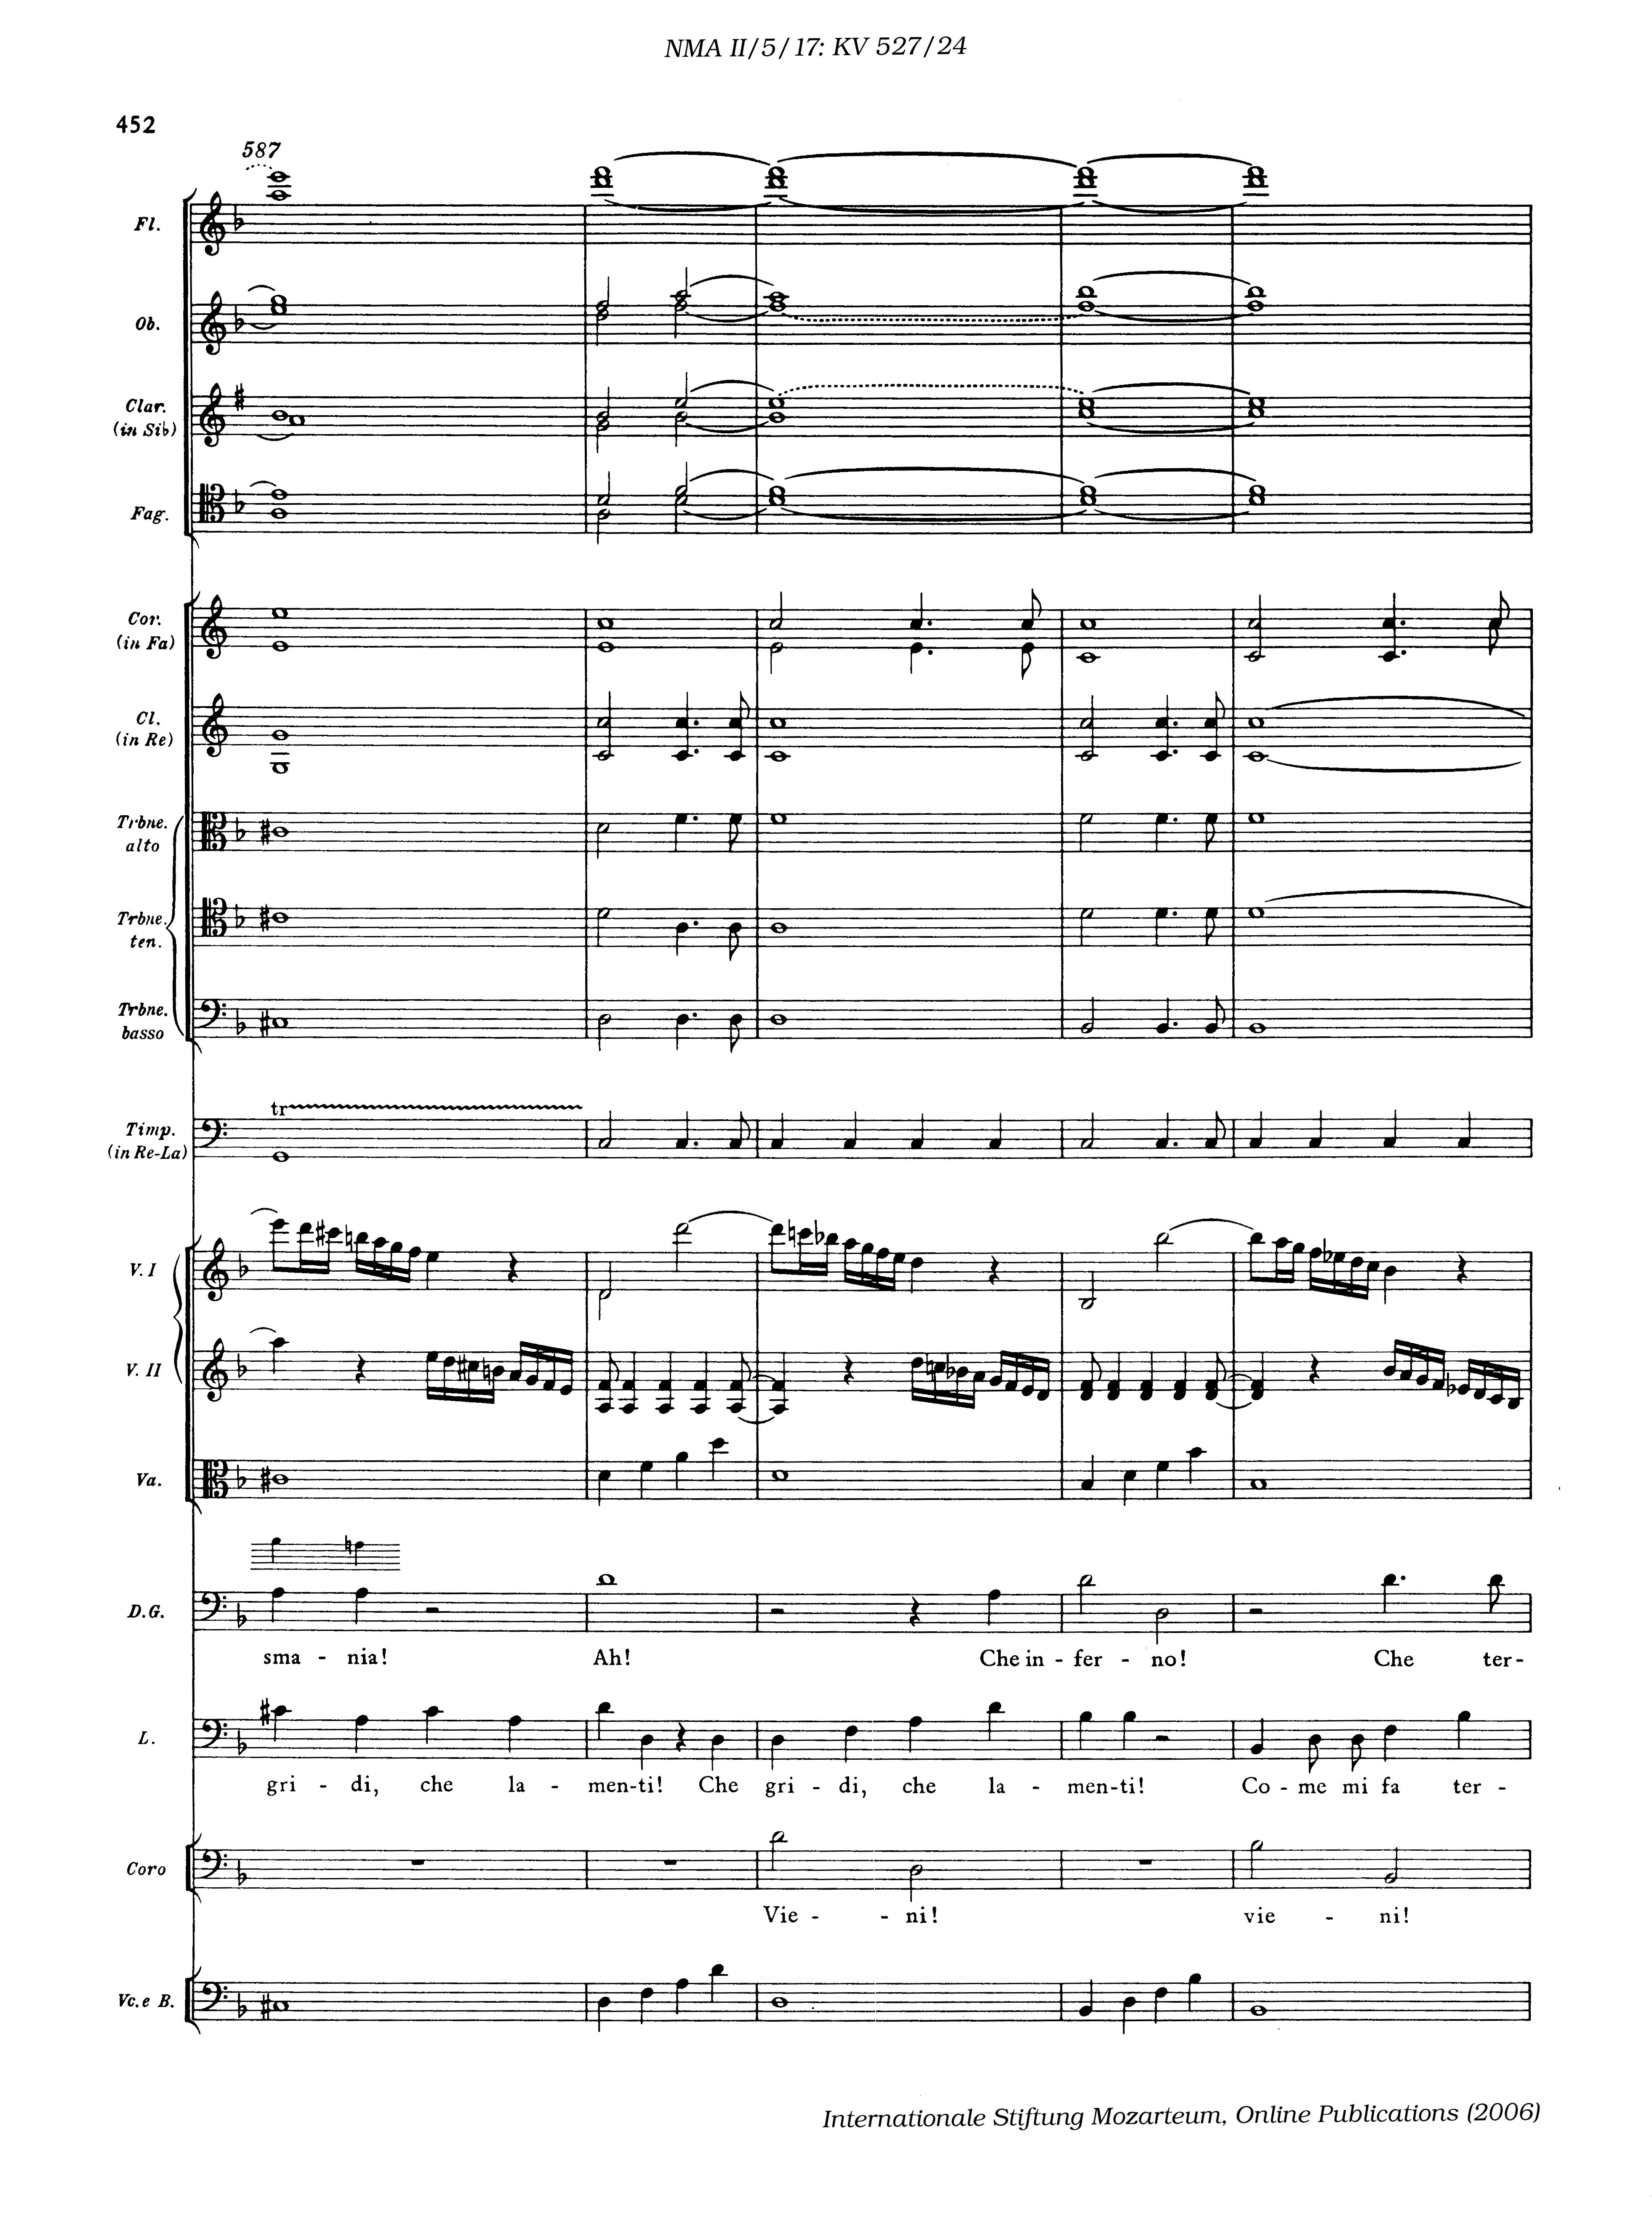 NMA II/5/17: KV 527/24
452
587
Fl.
Ob.
Clar.
(in Si♭)
Fag.
Cor.
(in Fa)
Cl.
(in Re)
Trbne.
alto
Trbne.
ten.
Trbne.
basso
tr
Timp.
(in Re-La)
V. I
V. II
Va.
D.G.
sma - nia! Ah! Che in - fer - no! Che ter-
L.
gri - di, che la - men-ti! Che gri - di, che la - men-ti! Co - me mi fa ter -
Coro
Vie - - ni! vie - ni!
Vc.e B.
Internationale Stiftung Mozarteum, Online Publications (2006)